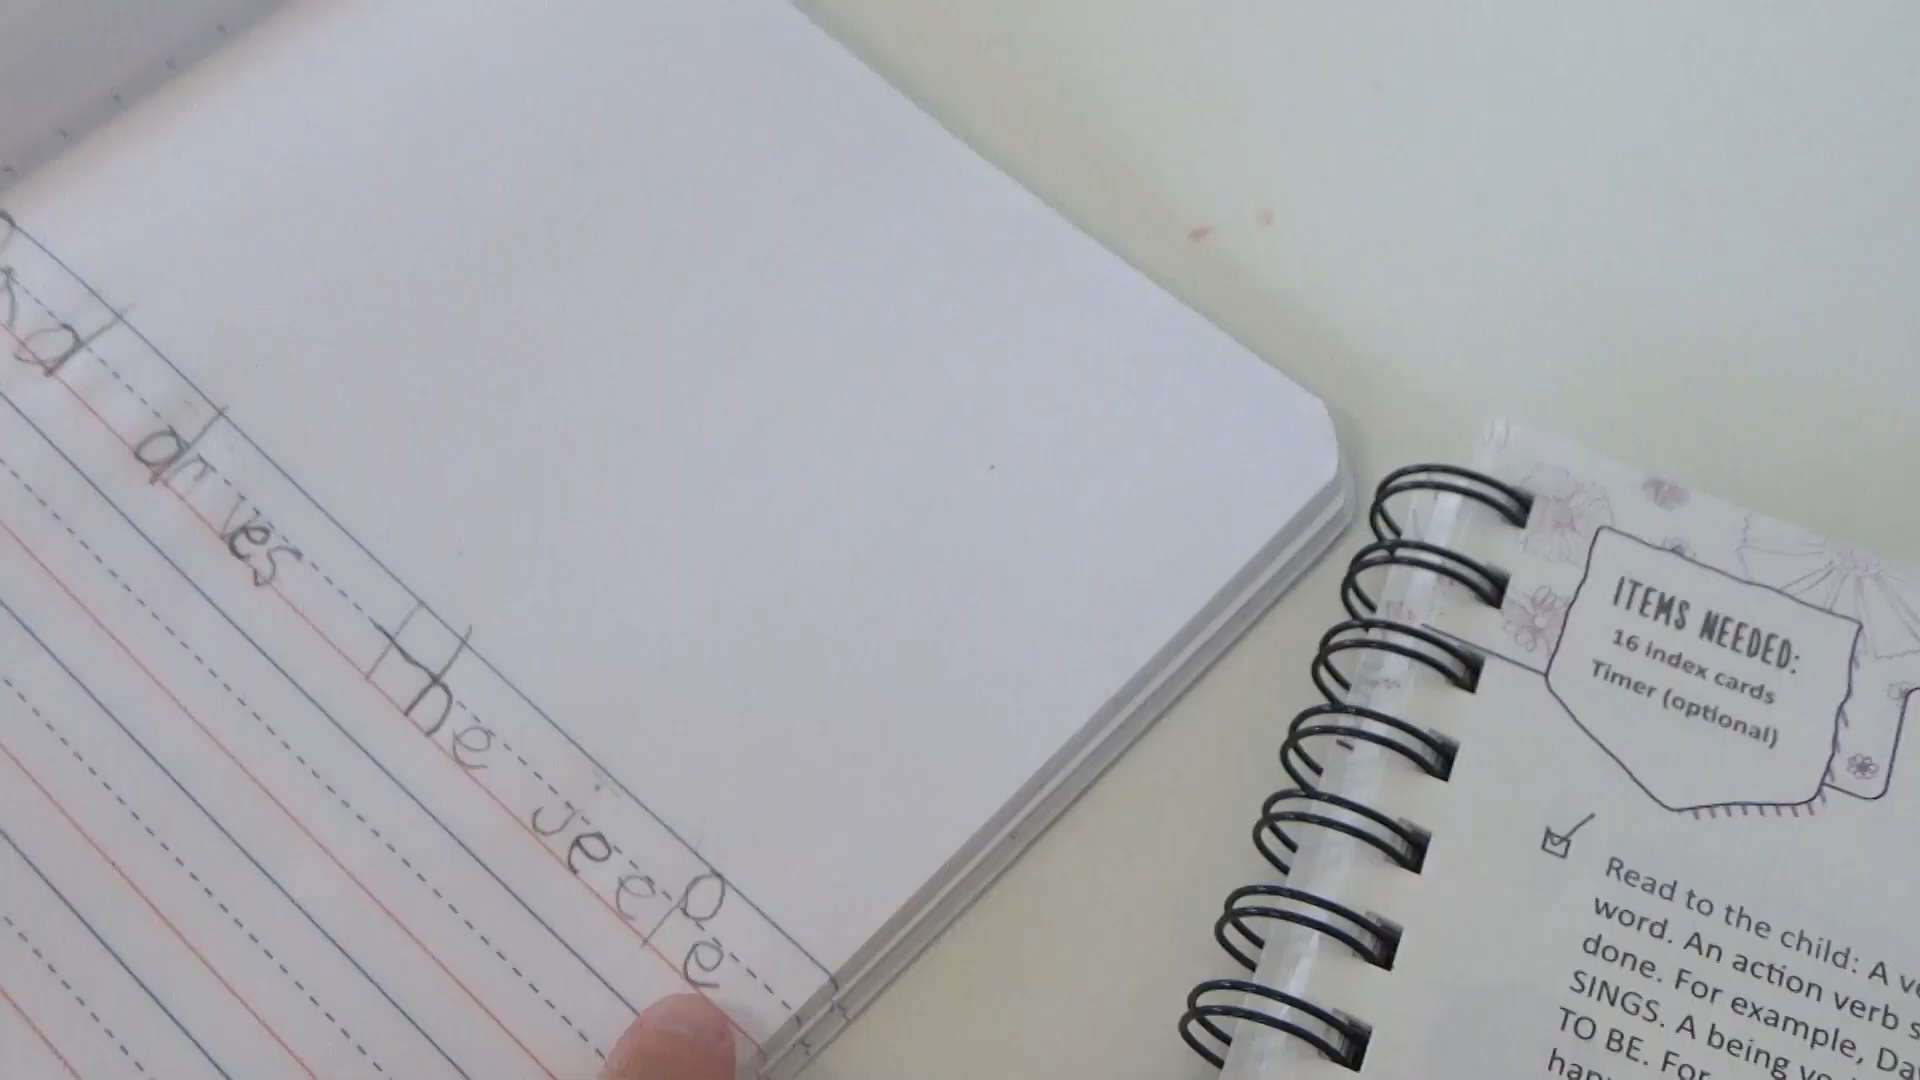 drives the jeepe
ITEMS NEEDED:
16 index cards
Timer (optional)
Read to the child: A
word. An action verb
done. For example,
SINGS. A being
TO BE. For